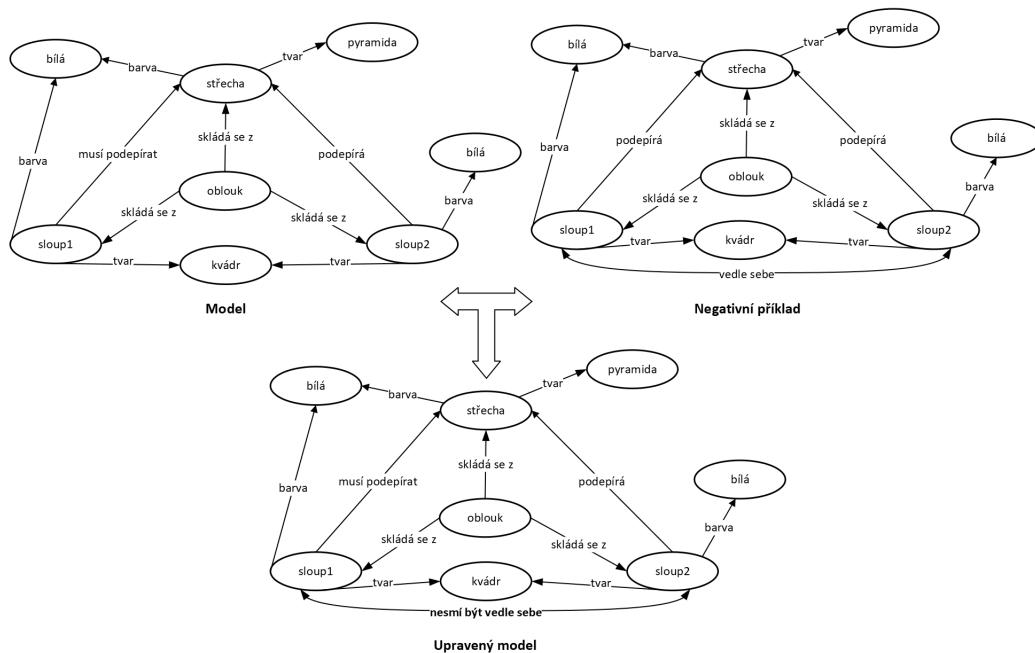 bílá
barva
tvar
pyramida
střecha
skládá se z
barva
musí podepírat
podepírá
bílá
oblouk
barva
skládá se z
skládá se z
sloup1
sloup2
tvar
kvádr
tvar
Model
bílá
barva
tvar
pyramida
střecha
skládá se z
barva
podepírá
podepírá
bílá
oblouk
barva
skládá se z
skládá se z
sloup1
sloup2
tvar
kvádr
tvar
vedle sebe
Negativní příklad
bílá
barva
tvar
pyramida
střecha
skládá se z
barva
musí podepírat
podepírá
bílá
oblouk
barva
skládá se z
skládá se z
sloup1
sloup2
tvar
kvádr
tvar
nesmí být vedle sebe
Upravený model